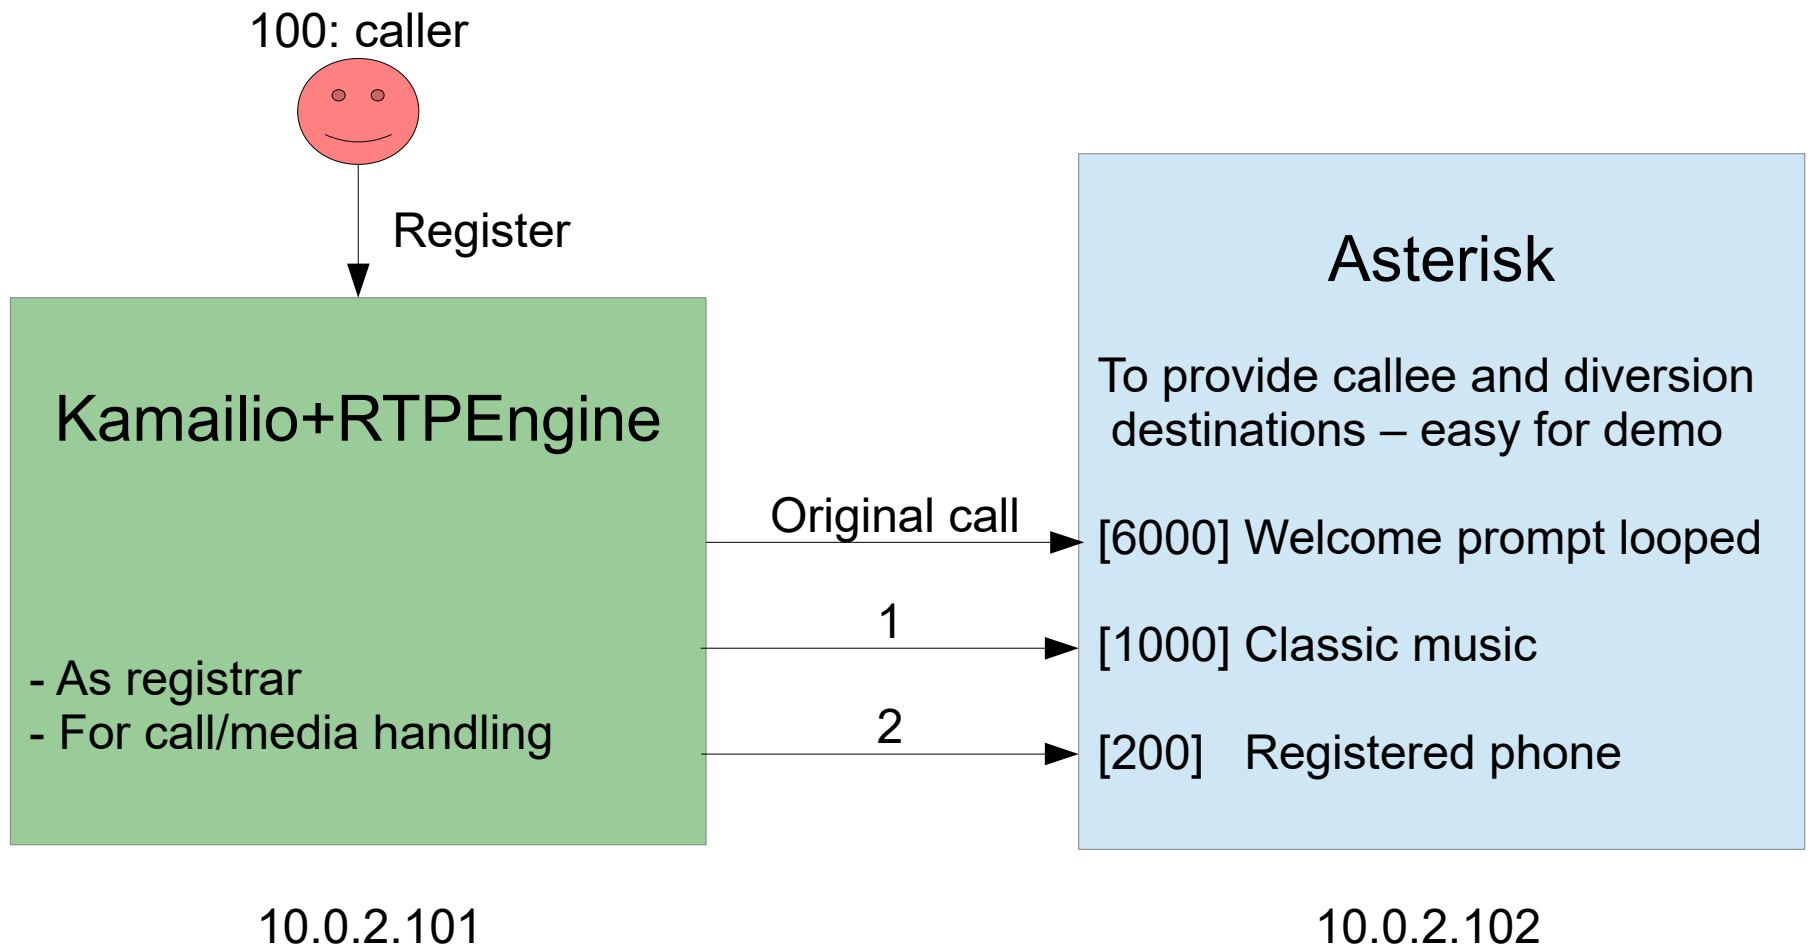 100: caller
Register
Kamailio+RTPEngine
- As registrar
- For call/media handling
10.0.2.101
Original call
1
2
Asterisk
To provide callee and diversion
destinations – easy for demo
[6000] Welcome prompt looped
[1000] Classic music
[200] Registered phone
10.0.2.102